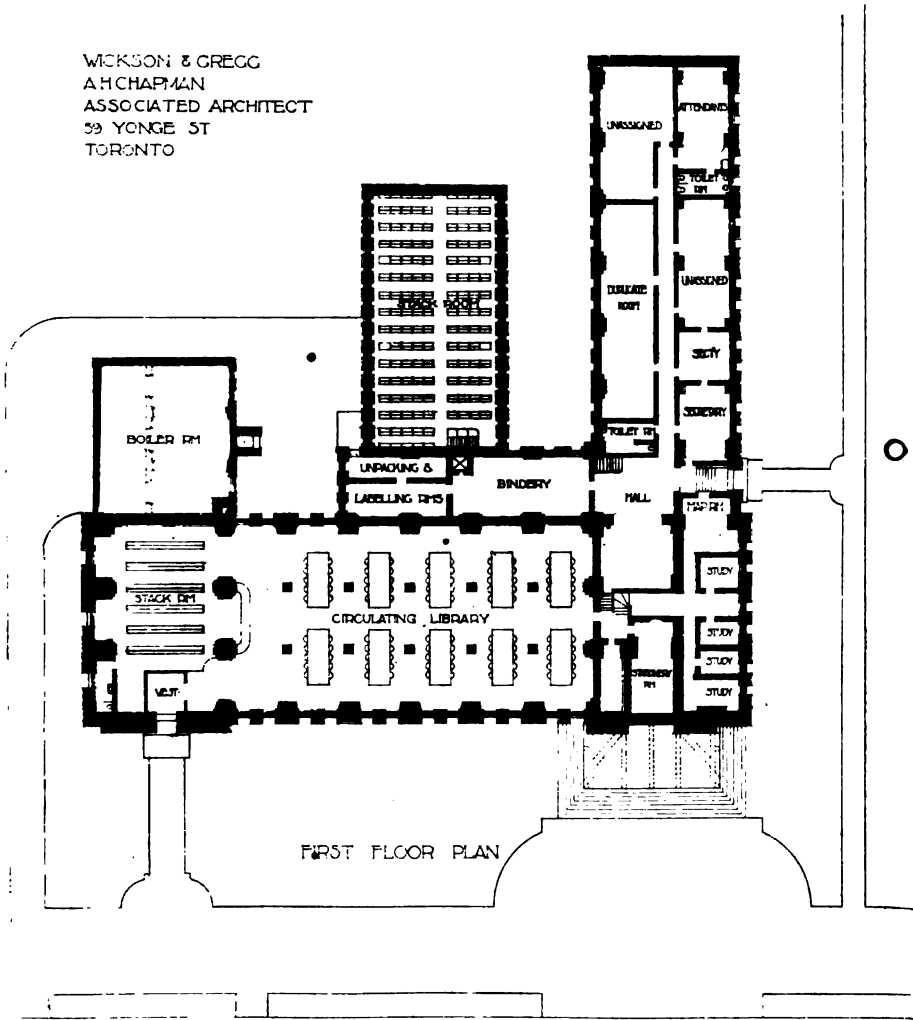 WICKSON & GREGG
A H CHAPMAN
ASSOCIATED ARCHITECT
59 YONGE ST
TORONTO
UNASSIGNED
ATTENDANTS
TOILET
RM
STACK ROOM
DUPLICATE
ROOM
UNASSIGNED
SECTY
SECRETARY
TOILET RM
BOILER RM
UNPACKING &
LABELLING RMS
BINDERY
HALL
MAP RM
STUDY
STACK RM
CIRCULATING LIBRARY
STUDY
STUDY
STUDY
STATIONERY
RM
VEST
FIRST FLOOR PLAN